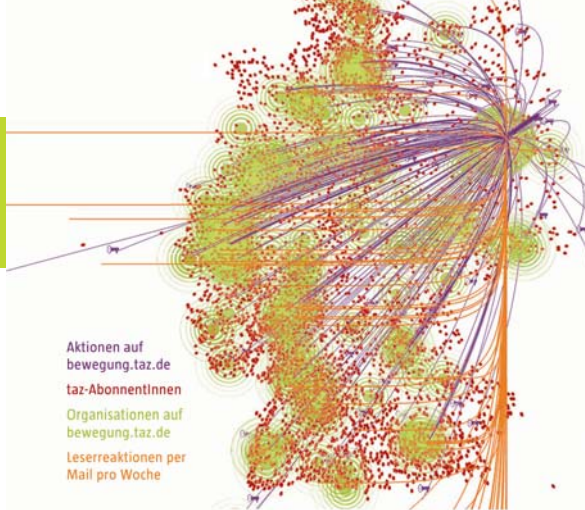 Aktionen auf
bewegung.taz.de
taz-AbonnentInnen
Organisationen auf
bewegung.taz.de
Leserreaktionen per
Mail pro Woche